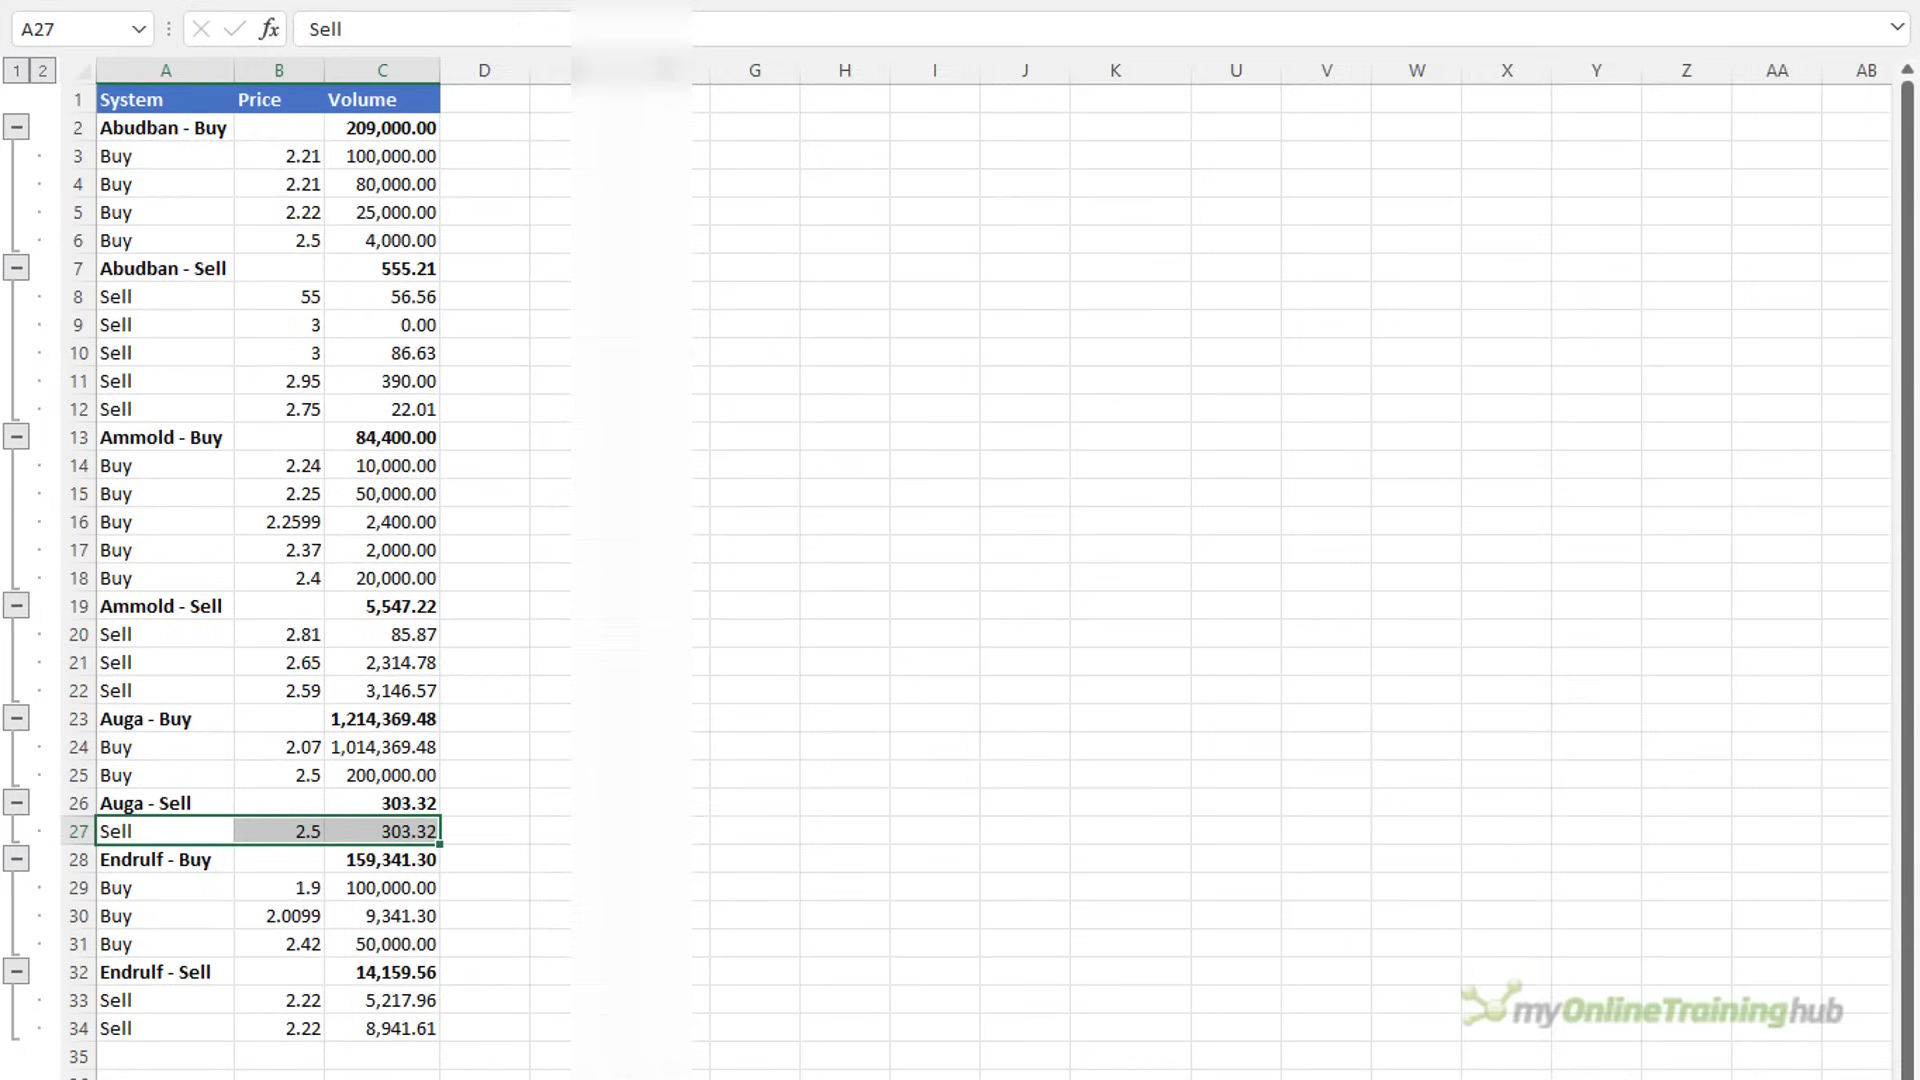 A27 fx Sell
1 2 A B C D G H I J K U V W X Y Z AA AB
1 System Price Volume
2 Abudban - Buy 209,000.00
3 Buy 2.21 100,000.00
4 Buy 2.21 80,000.00
5 Buy 2.22 25,000.00
6 Buy 2.5 4,000.00
7 Abudban - Sell 555.21
8 Sell 55 56.56
9 Sell 3 0.00
10 Sell 3 86.63
11 Sell 2.95 390.00
12 Sell 2.75 22.01
13 Ammold - Buy 84,400.00
14 Buy 2.24 10,000.00
15 Buy 2.25 50,000.00
16 Buy 2.2599 2,400.00
17 Buy 2.37 2,000.00
18 Buy 2.4 20,000.00
19 Ammold - Sell 5,547.22
20 Sell 2.81 85.87
21 Sell 2.65 2,314.78
22 Sell 2.59 3,146.57
23 Auga - Buy 1,214,369.48
24 Buy 2.07 1,014,369.48
25 Buy 2.5 200,000.00
26 Auga - Sell 303.32
27 Sell 2.5 303.32
28 Endrulf - Buy 159,341.30
29 Buy 1.9 100,000.00
30 Buy 2.0099 9,341.30
31 Buy 2.42 50,000.00
32 Endrulf - Sell 14,159.56
33 Sell 2.22 5,217.96
34 Sell 2.22 8,941.61
35
myOnlineTraininghub